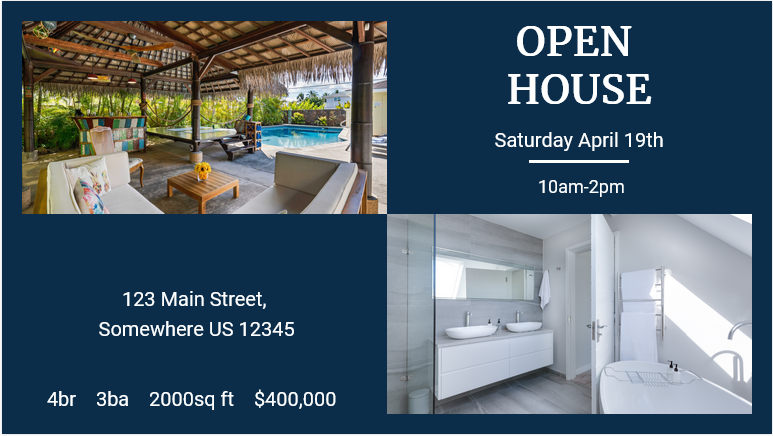 OPEN
HOUSE
Saturday April 19th
10am-2pm
123 Main Street,
Somewhere US 12345
4br 3ba 2000sq ft $400,000